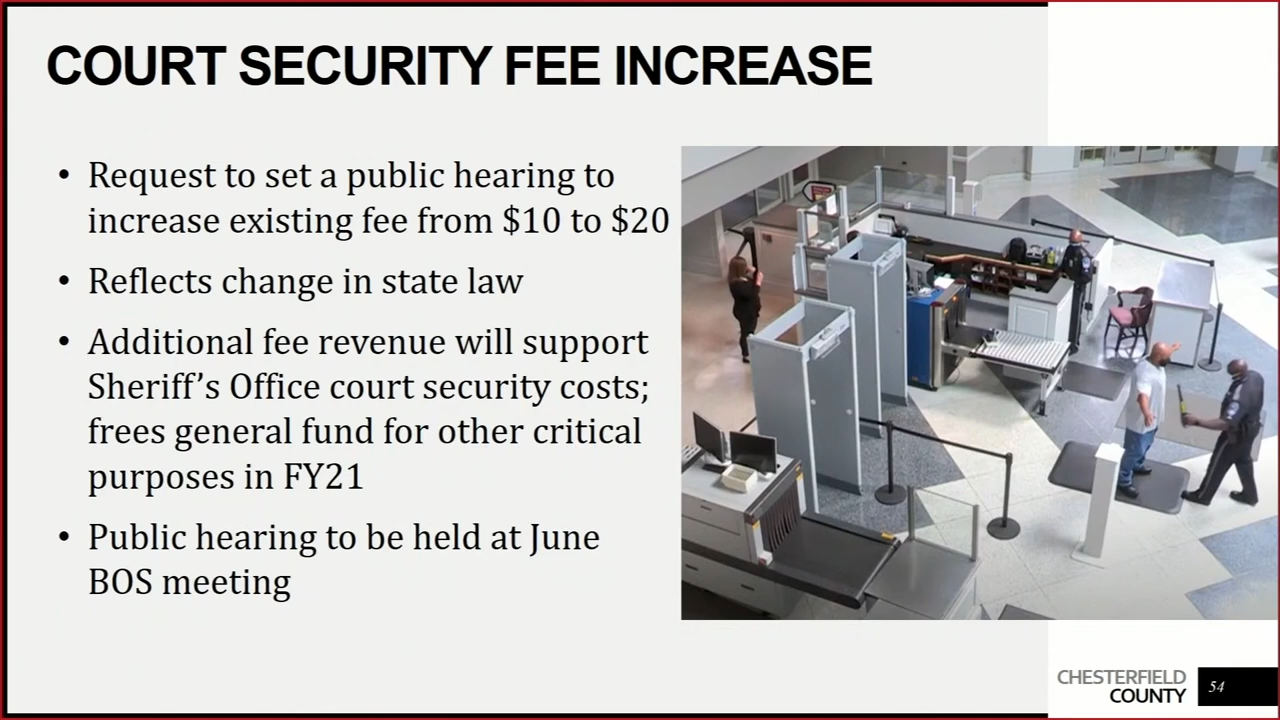 COURT SECURITY FEE INCREASE
• Request to set a public hearing to
increase existing fee from $10 to $20
• Reflects change in state law
• Additional fee revenue will support
Sheriff's Office court security costs;
frees general fund for other critical
purposes in FY21
• Public hearing to be held at June
BOS meeting
CHESTERFIELD
COUNTY
54